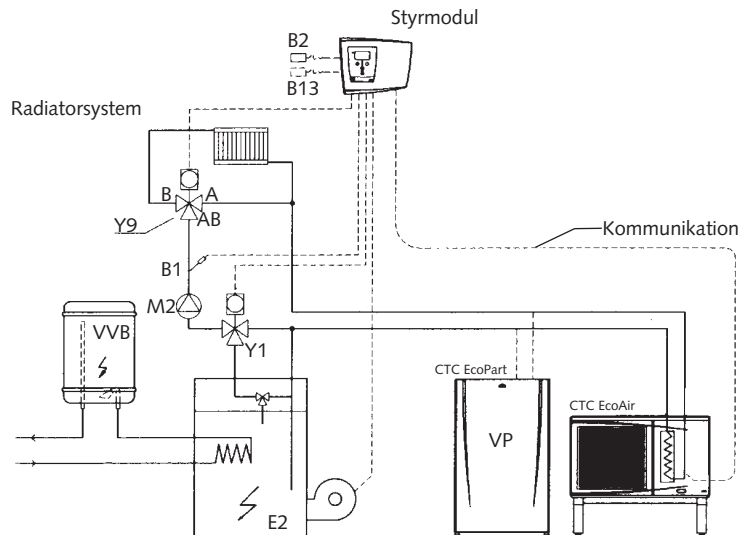 Styrmodul
B2
B13
Radiatorsystem
B A
AB
Y9
Kommunikation
B1
M2
VVB
Y1
CTC EcoPart
CTC EcoAir
VP
E2